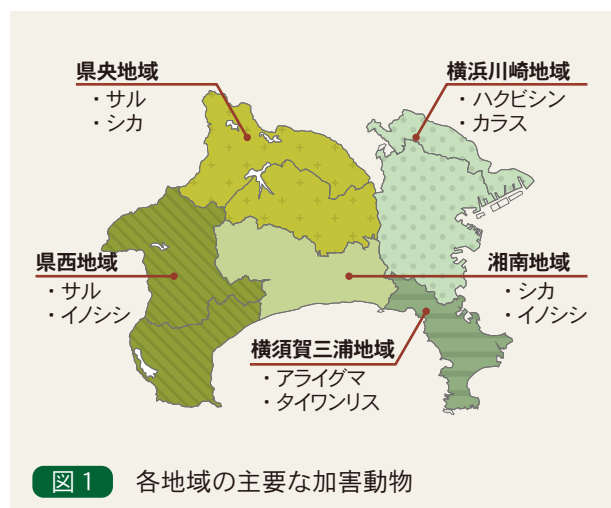 県央地域
・サル
・シカ
横浜川崎地域
・ハクビシン
・カラス
県西地域
・サル
・イノシシ
湘南地域
・シカ
・イノシシ
横須賀三浦地域
・アライグマ
・タイワンリス
図1 各地域の主要な加害動物